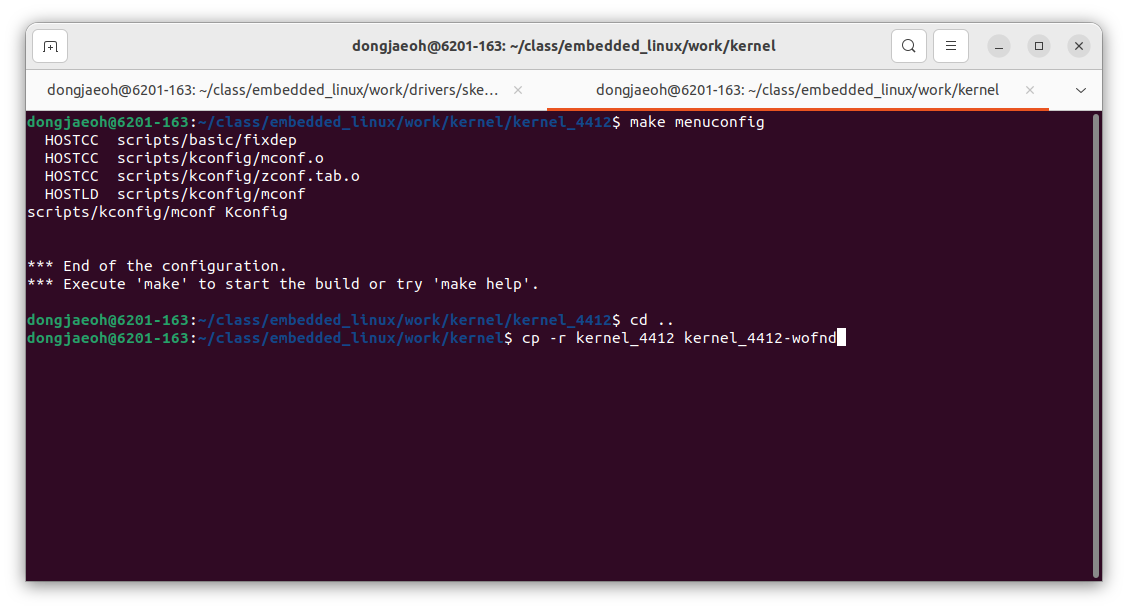 dongjaeoh@6201-163: ~/class/embedded_linux/work/kernel
dongjaeoh@6201-163: ~/class/embedded_linux/work/drivers/ske...
dongjaeoh@6201-163: ~/class/embedded_linux/work/kernel
dongjaeoh@6201-163:~/class/embedded_linux/work/kernel/kernel_4412$ make menuconfig
  HOSTCC  scripts/basic/fixdep
  HOSTCC  scripts/kconfig/mconf.o
  HOSTCC  scripts/kconfig/zconf.tab.o
  HOSTLD  scripts/kconfig/mconf
scripts/kconfig/mconf Kconfig
*** End of the configuration.
*** Execute 'make' to start the build or try 'make help'.
dongjaeoh@6201-163:~/class/embedded_linux/work/kernel/kernel_4412$ cd ..
dongjaeoh@6201-163:~/class/embedded_linux/work/kernel$ cp -r kernel_4412 kernel_4412-wofnd